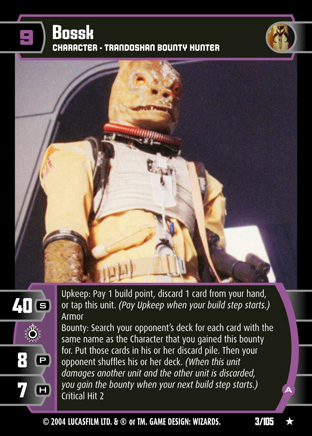 9
Bossk
CHARACTER - TRANDOSHAN BOUNTY HUNTER
40 S
8 P
7 H
Upkeep: Pay 1 build point, discard 1 card from your hand,
or tap this unit. (Pay Upkeep when your build step starts.)
Armor
Bounty: Search your opponent's deck for each card with the
same name as the Character that you gained this bounty
for. Put those cards in his or her discard pile. Then your
opponent shuffles his or her deck. (When this unit
damages another unit and the other unit is discarded,
you gain the bounty when your next build step starts.)
Critical Hit 2
A
© 2004 LUCASFILM LTD. & ® or TM. GAME DESIGN: WIZARDS.
3/105 ★